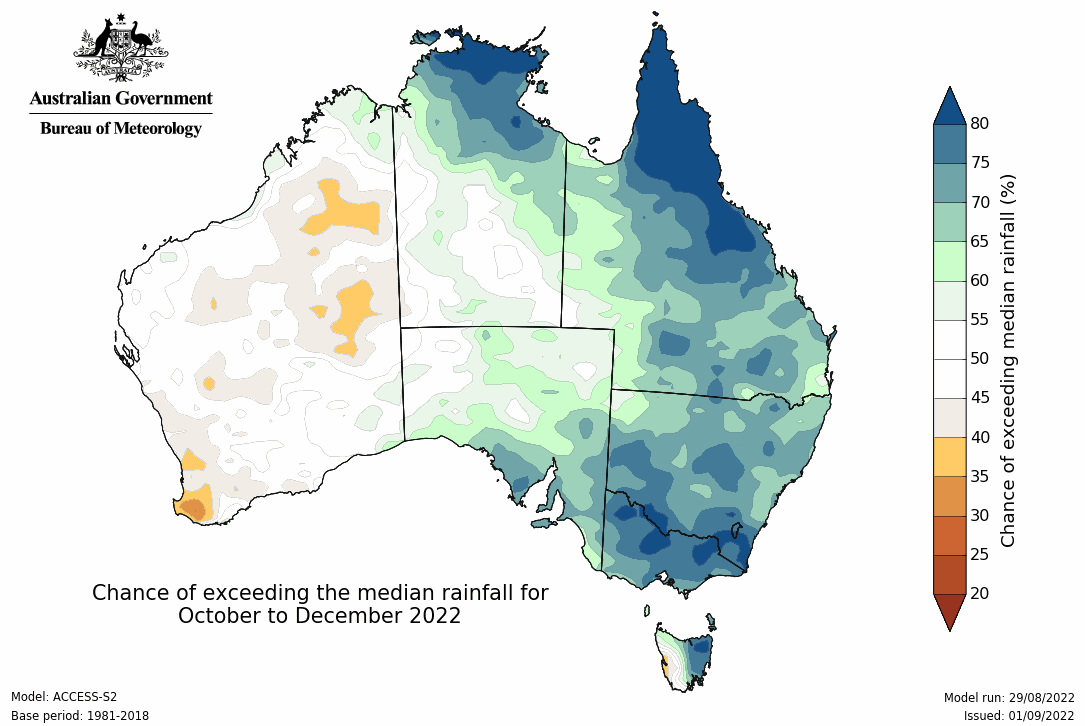 Australian Government
Bureau of Meteorology
80
75
70
65
60
55
50
45
40
35
30
25
20
Chance of exceeding median rainfall (%)
Chance of exceeding the median rainfall for
October to December 2022
Model: ACCESS-S2
Base period: 1981-2018
Model run: 29/08/2022
Issued: 01/09/2022